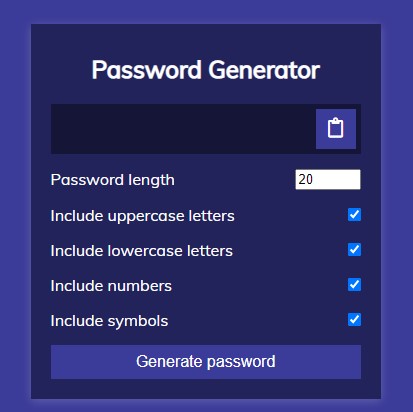 Password Generator
Password length 20
Include uppercase letters
Include lowercase letters
Include numbers
Include symbols
Generate password